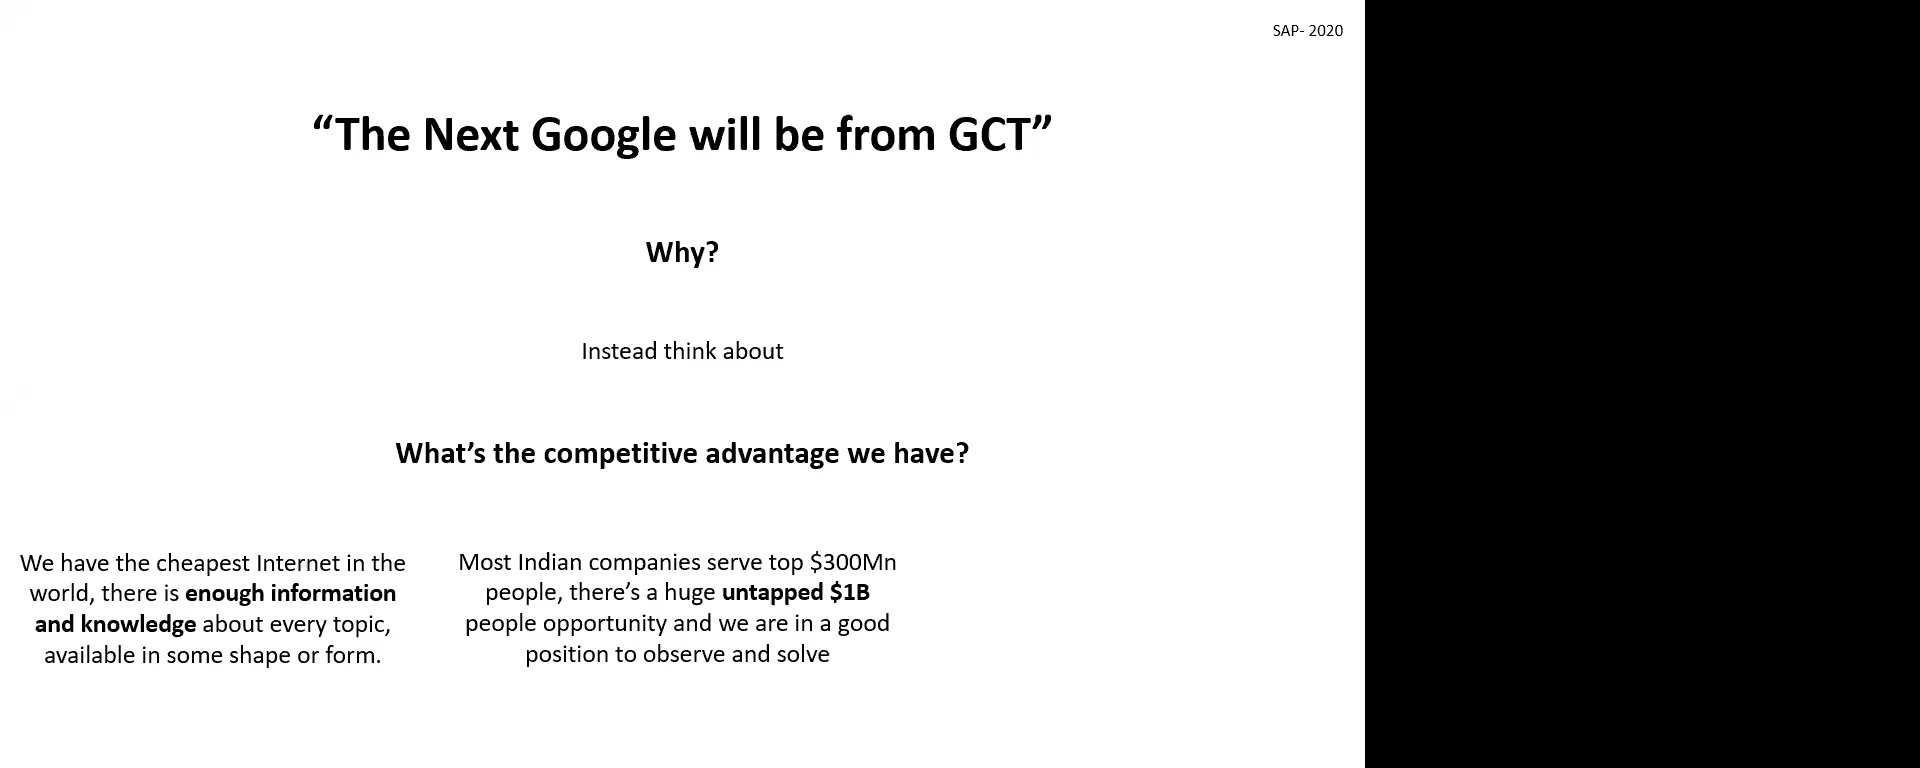 SAP- 2020
“The Next Google will be from GCT”
Why?
Instead think about
What’s the competitive advantage we have?
We have the cheapest Internet in the
world, there is enough information
and knowledge about every topic,
available in some shape or form.
Most Indian companies serve top $300Mn
people, there’s a huge untapped $1B
people opportunity and we are in a good
position to observe and solve